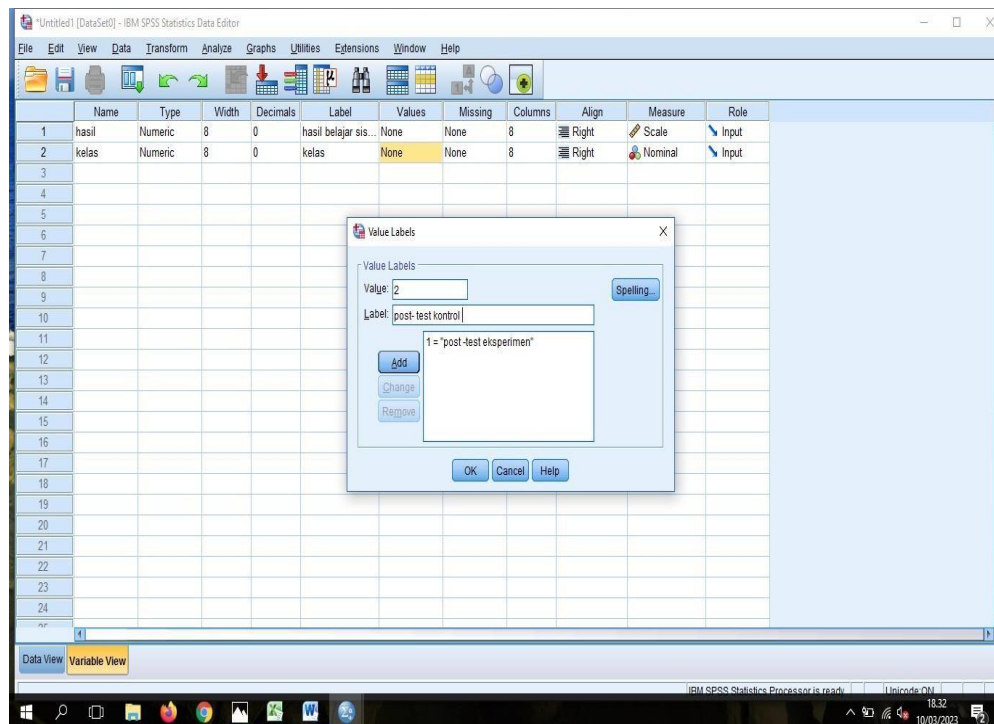 *Untitled1 [DataSet0] - IBM SPSS Statistics Data Editor
File Edit View Data Transform Analyze Graphs Utilities Extensions Window Help
Name Type Width Decimals Label Values Missing Columns Align Measure Role
1 hasil Numeric 8 0 hasil belajar sis... None None 8 Right Scale Input
2 kelas Numeric 8 0 kelas None None 8 Right Nominal Input
3
4
5
6
7
8
9
10
11
12
13
14
15
16
17
18
19
20
21
22
23
24
Value Labels
Value Labels
Value: 2
Spelling...
Label: post- test kontrol
1 = "post -test eksperimen"
Add
Change
Remove
OK Cancel Help
Data View Variable View
IBM SPSS Statistics Processor is ready Unicode:ON
18.32
10/03/2023